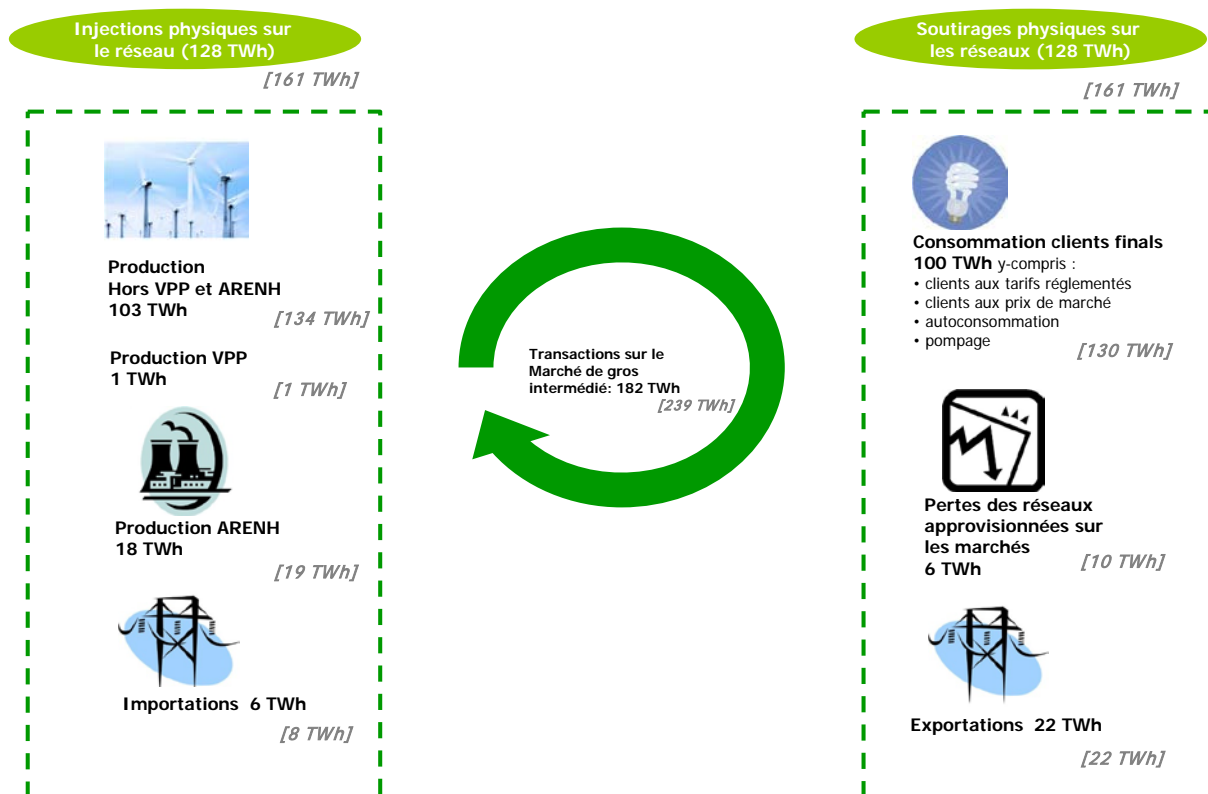 Injections physiques sur
le réseau (128 TWh)
[161 TWh]
Production
Hors VPP et ARENH
103 TWh
[134 TWh]
Production VPP
1 TWh
[1 TWh]
Production ARENH
18 TWh
[19 TWh]
Importations 6 TWh
[8 TWh]
Transactions sur le
Marché de gros
intermédié: 182 TWh
[239 TWh]
Soutirages physiques sur
les réseaux (128 TWh)
[161 TWh]
Consommation clients finals
100 TWh y-compris :
• clients aux tarifs réglementés
• clients aux prix de marché
• autoconsommation
• pompage
[130 TWh]
Pertes des réseaux
approvisionnées sur
les marchés
6 TWh
[10 TWh]
Exportations 22 TWh
[22 TWh]